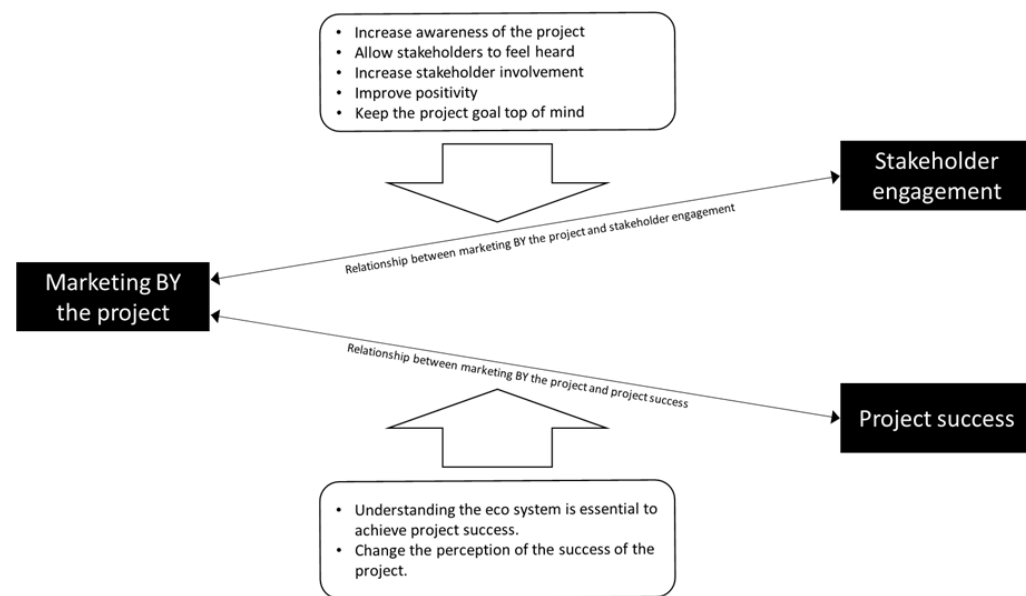 • Increase awareness of the project
• Allow stakeholders to feel heard
• Increase stakeholder involvement
• Improve positivity
• Keep the project goal top of mind
Stakeholder
engagement
Relationship between marketing BY the project and stakeholder engagement
Marketing BY
the project
Relationship between marketing BY the project and project success
Project success
• Understanding the eco system is essential to
achieve project success.
• Change the perception of the success of the
project.